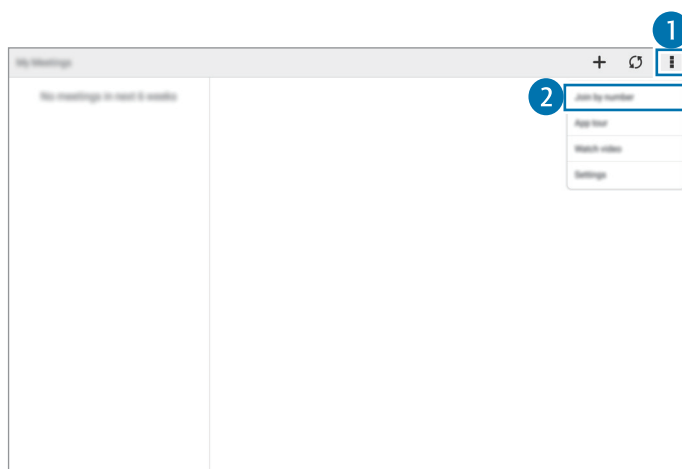 1
My Meetings
No meetings in next 6 weeks
2
Join by number
App tour
Watch video
Settings